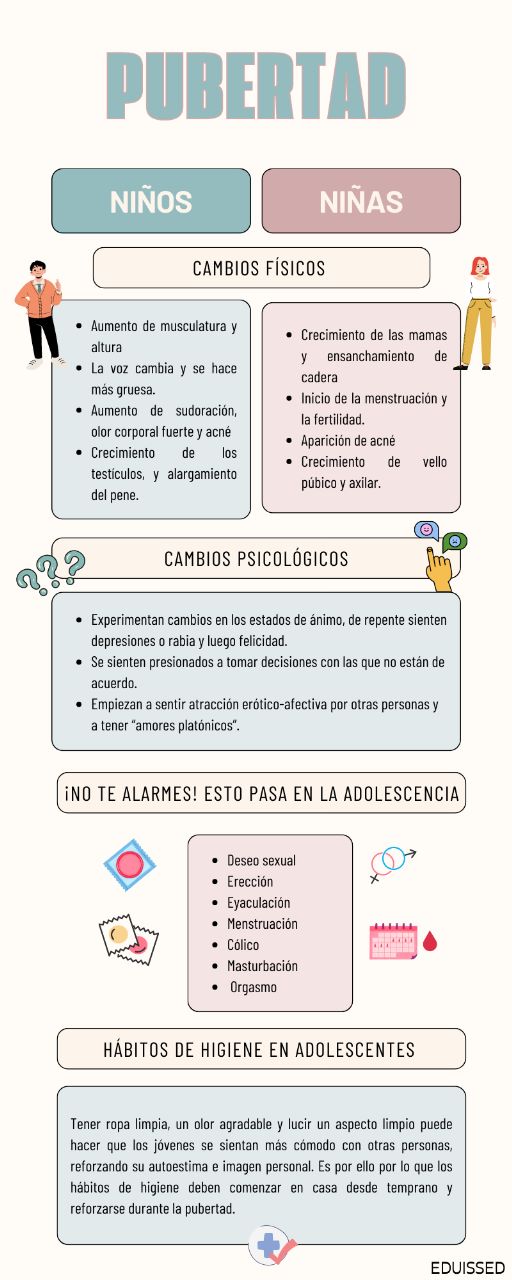 PUBERTAD
NIÑOS
NIÑAS
CAMBIOS FÍSICOS
• Aumento de musculatura y
altura
• La voz cambia y se hace
más gruesa.
• Aumento de sudoración,
olor corporal fuerte y acné
• Crecimiento de los
testículos, y alargamiento
del pene.
• Crecimiento de las mamas
y ensanchamiento de
cadera
• Inicio de la menstruación y
la fertilidad.
• Aparición de acné
• Crecimiento de vello
púbico y axilar.
CAMBIOS PSICOLÓGICOS
• Experimentan cambios en los estados de ánimo, de repente sienten
depresiones o rabia y luego felicidad.
• Se sienten presionados a tomar decisiones con las que no están de
acuerdo.
• Empiezan a sentir atracción erótico-afectiva por otras personas y
a tener “amores platónicos”.
¡NO TE ALARMES! ESTO PASA EN LA ADOLESCENCIA
• Deseo sexual
• Erección
• Eyaculación
• Menstruación
• Cólico
• Masturbación
• Orgasmo
HÁBITOS DE HIGIENE EN ADOLESCENTES
Tener ropa limpia, un olor agradable y lucir un aspecto limpio puede
hacer que los jóvenes se sientan más cómodo con otras personas,
reforzando su autoestima e imagen personal. Es por ello por lo que los
hábitos de higiene deben comenzar en casa desde temprano y
reforzarse durante la pubertad.
EDUISSED